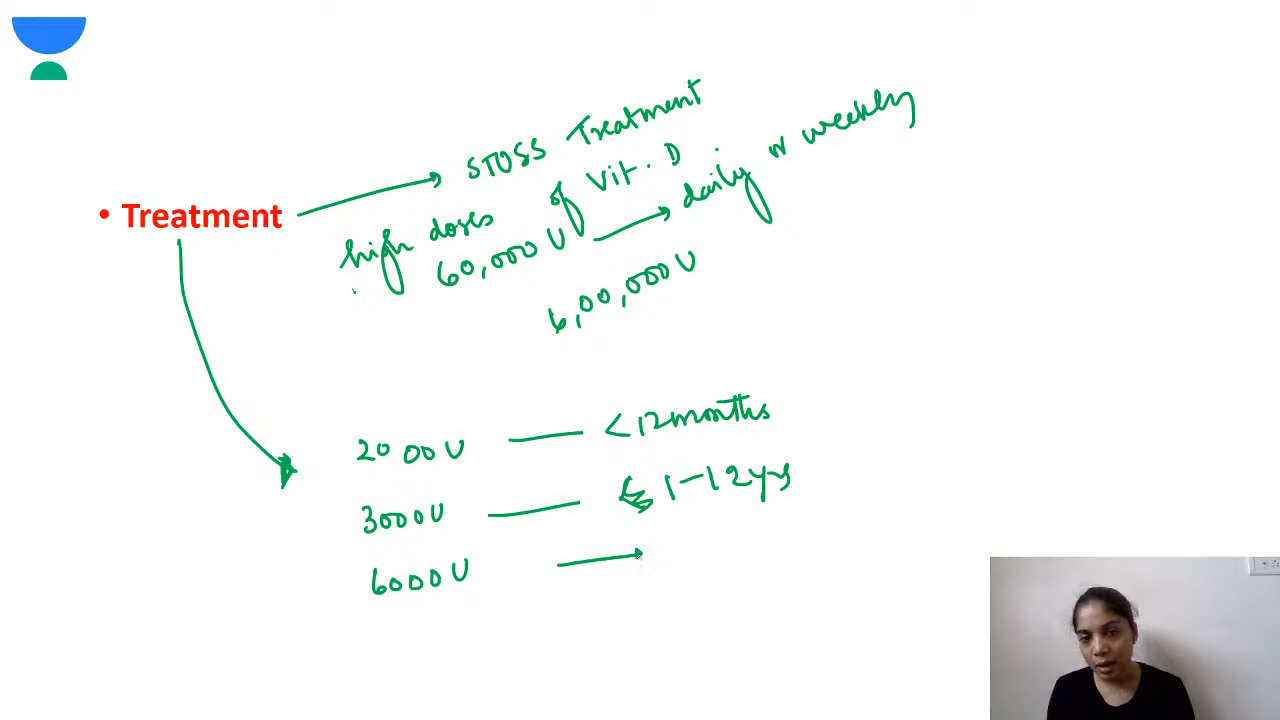 STOSS Treatment
• Treatment
high doses of Vit. D
60,000 U → daily or weekly
6,00,000 U
2000 U — < 12 months
3000 U — 1-12 yrs
6000 U →